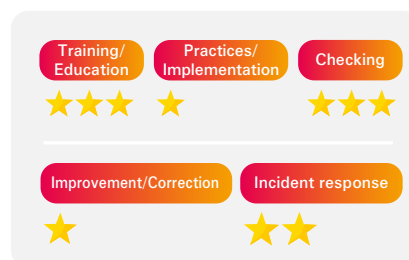 Training/
Education
Practices/
Implementation
Checking
Improvement/Correction
Incident response